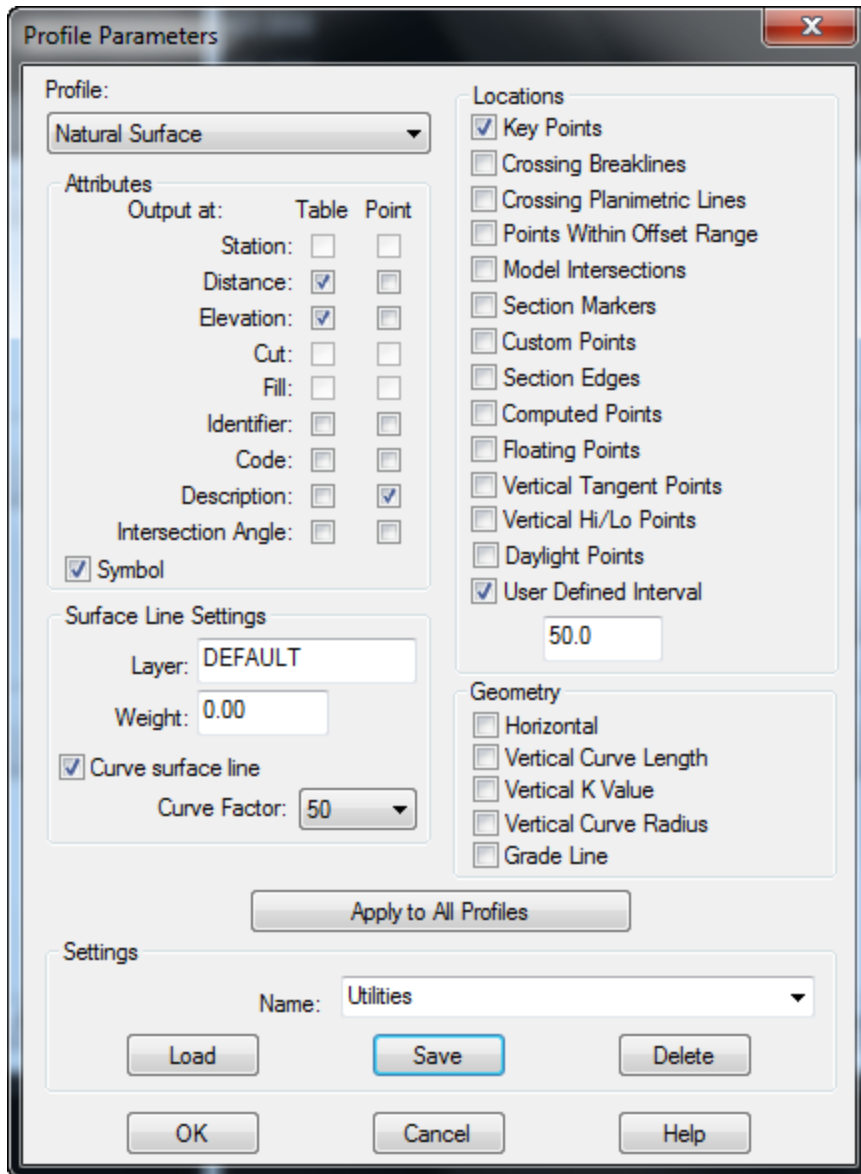 Profile Parameters
Profile:
Natural Surface
Attributes
Output at: Table Point
Station:
Distance:
Elevation:
Cut:
Fill:
Identifier:
Code:
Description:
Intersection Angle:
Symbol
Surface Line Settings
Layer: DEFAULT
Weight: 0.00
Curve surface line
Curve Factor: 50
Locations
Key Points
Crossing Breaklines
Crossing Planimetric Lines
Points Within Offset Range
Model Intersections
Section Markers
Custom Points
Section Edges
Computed Points
Floating Points
Vertical Tangent Points
Vertical Hi/Lo Points
Daylight Points
User Defined Interval
50.0
Geometry
Horizontal
Vertical Curve Length
Vertical K Value
Vertical Curve Radius
Grade Line
Apply to All Profiles
Settings
Name: Utilities
Load Save Delete
OK Cancel Help